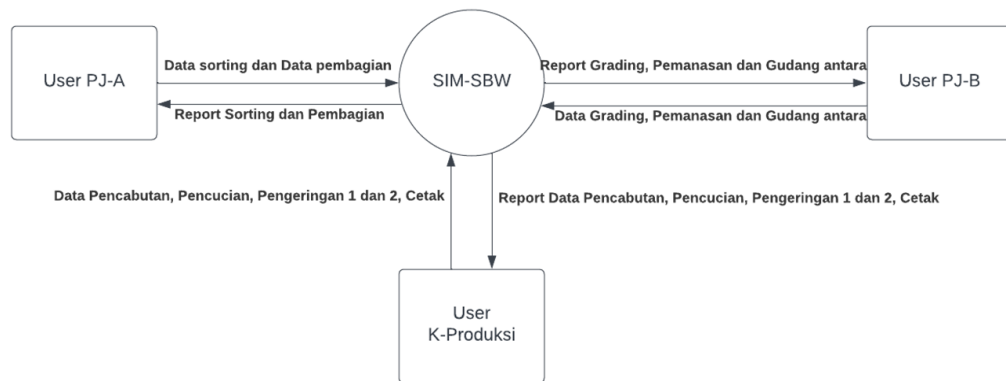 User PJ-A
Data sorting dan Data pembagian
Report Sorting dan Pembagian
SIM-SBW
Report Grading, Pemanasan dan Gudang antara
Data Grading, Pemanasan dan Gudang antara
User PJ-B
Data Pencabutan, Pencucian, Pengeringan 1 dan 2, Cetak
Report Data Pencabutan, Pencucian, Pengeringan 1 dan 2, Cetak
User
K-Produksi